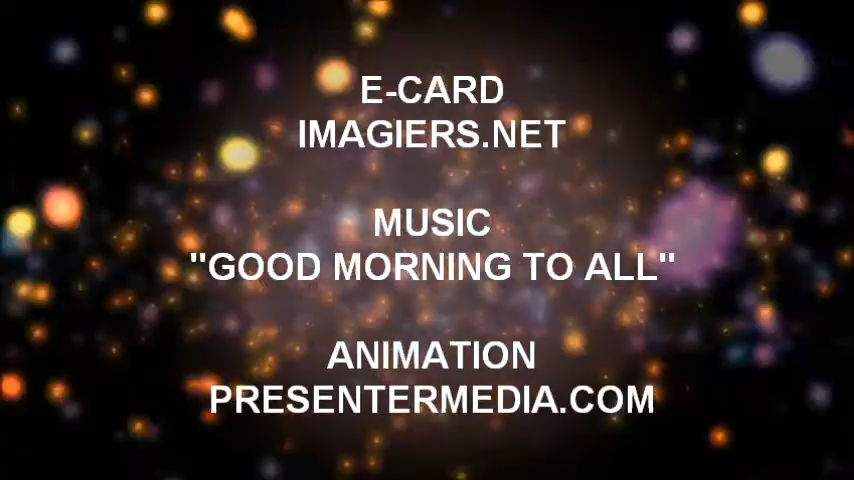 E-CARD
IMAGIERS.NET
MUSIC
"GOOD MORNING TO ALL"
ANIMATION
PRESENTERMEDIA.COM